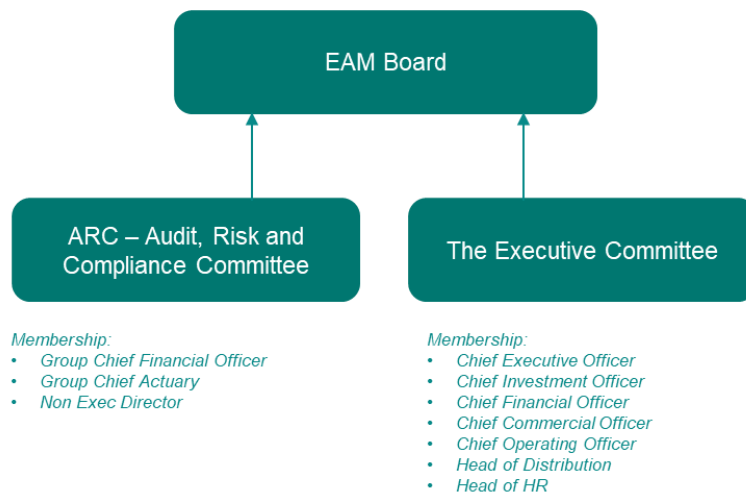 EAM Board
ARC – Audit, Risk and
Compliance Committee
The Executive Committee
Membership:
• Group Chief Financial Officer
• Group Chief Actuary
• Non Exec Director
Membership:
• Chief Executive Officer
• Chief Investment Officer
• Chief Financial Officer
• Chief Commercial Officer
• Chief Operating Officer
• Head of Distribution
• Head of HR